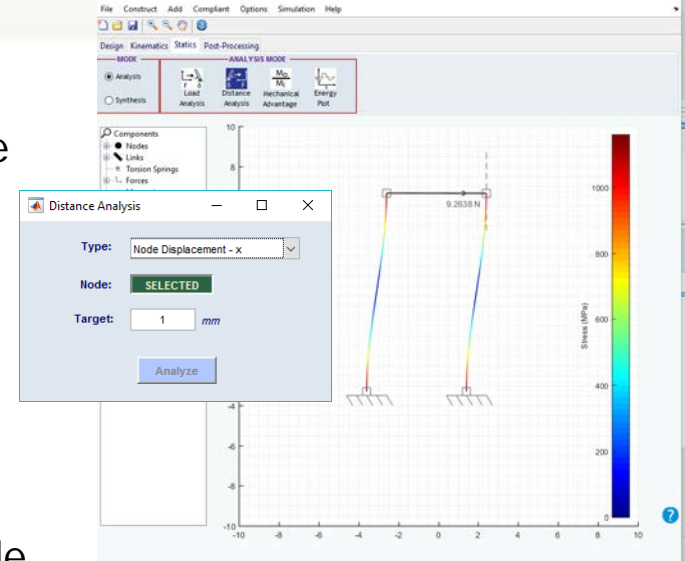 File Construct Add Compliant Options Simulation Help
Design Kinematics Statics Post-Processing
MODE
ANALYSIS MODE
Analysis
Synthesis
Load Analysis
Distance Analysis
Mechanical Advantage
Energy Plot
Components
Nodes
Links
Torsion Springs
Forces
e
Distance Analysis
Type: Node Displacement - x
Node: SELECTED
Target: 1 mm
Analyze
10
8
-4
-6
-8
-10
-10 -8 -6 -4 -2 0 2 4 6 8 10
9.2638 N
1000
800
600
400
200
0
Stress (MPa)
?
le